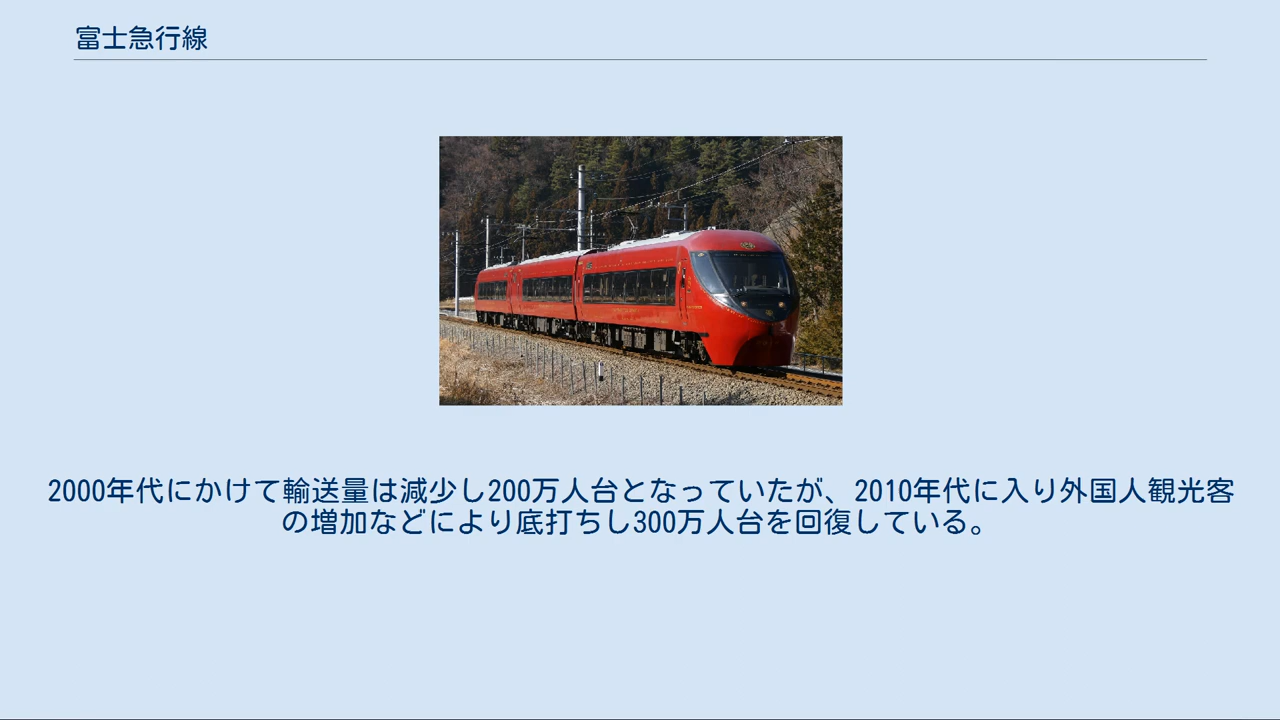 富士急行線
2000年代にかけて輸送量は減少し200万人台となっていたが、2010年代に入り外国人観光客
の増加などにより底打ちし300万人台を回復している。